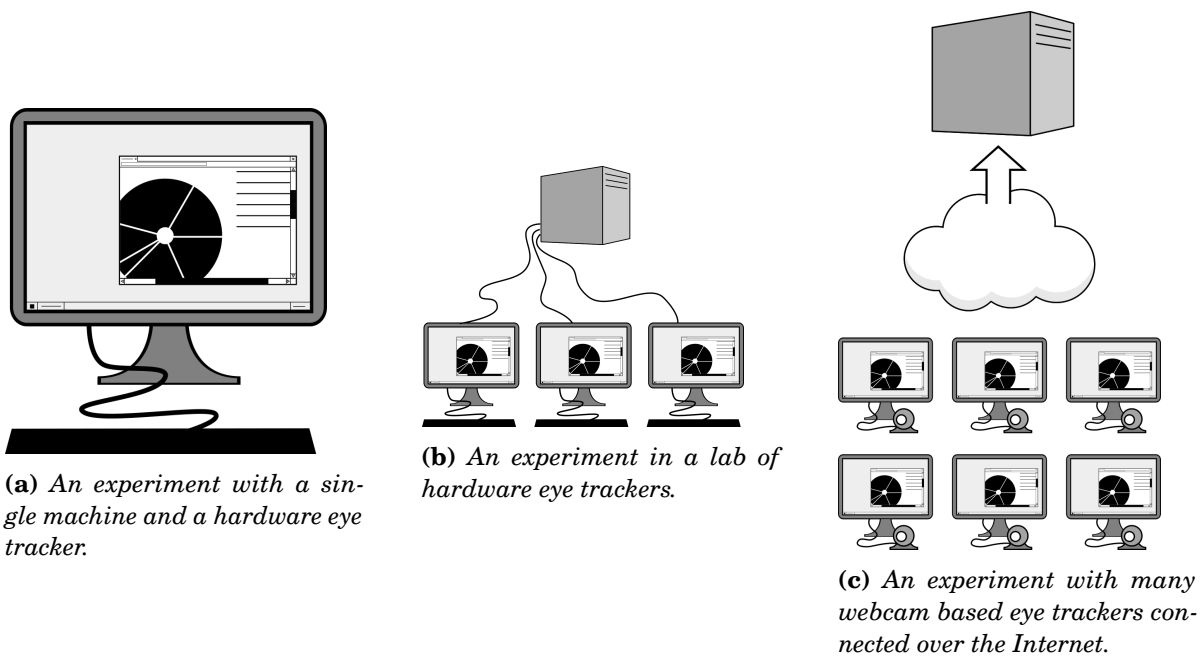 (a) An experiment with a sin-
gle machine and a hardware eye
tracker.
(b) An experiment in a lab of
hardware eye trackers.
(c) An experiment with many
webcam based eye trackers con-
nected over the Internet.